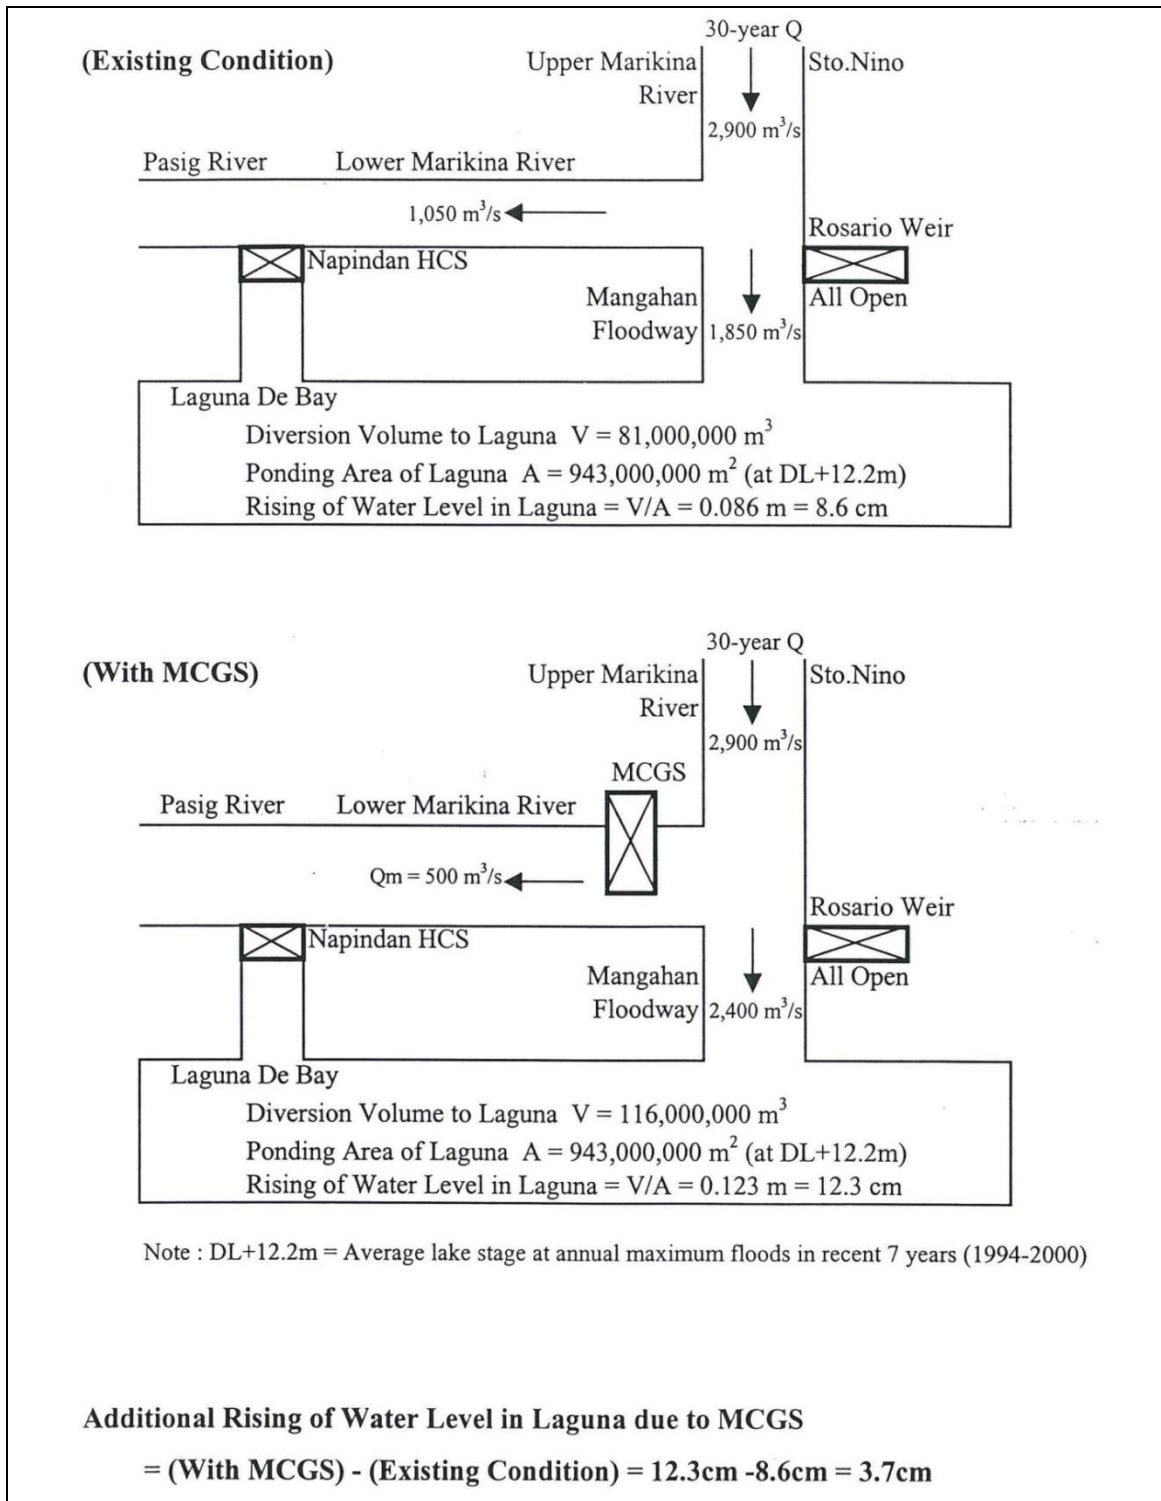 (Existing Condition)
30-year Q
Upper Marikina
River
Sto.Nino
2,900 m³/s
Pasig River
Lower Marikina River
1,050 m³/s
Rosario Weir
Napindan HCS
Mangahan
Floodway
1,850 m³/s
All Open
Laguna De Bay
Diversion Volume to Laguna V = 81,000,000 m³
Ponding Area of Laguna A = 943,000,000 m² (at DL+12.2m)
Rising of Water Level in Laguna = V/A = 0.086 m = 8.6 cm
(With MCGS)
30-year Q
Upper Marikina
River
Sto.Nino
2,900 m³/s
MCGS
Pasig River
Lower Marikina River
Qm = 500 m³/s
Rosario Weir
Napindan HCS
Mangahan
Floodway
2,400 m³/s
All Open
Laguna De Bay
Diversion Volume to Laguna V = 116,000,000 m³
Ponding Area of Laguna A = 943,000,000 m² (at DL+12.2m)
Rising of Water Level in Laguna = V/A = 0.123 m = 12.3 cm
Note : DL+12.2m = Average lake stage at annual maximum floods in recent 7 years (1994-2000)
Additional Rising of Water Level in Laguna due to MCGS
= (With MCGS) - (Existing Condition) = 12.3cm -8.6cm = 3.7cm